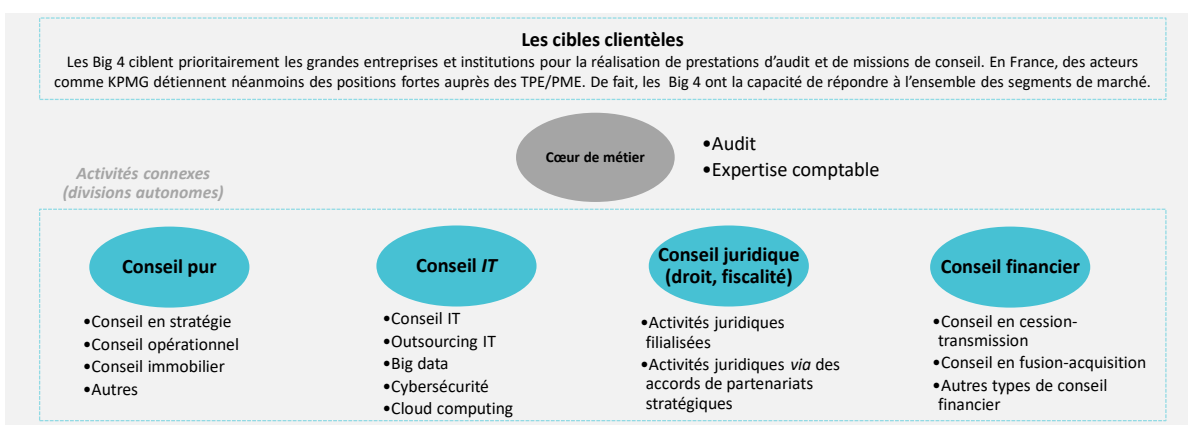 Les cibles clientèles
Les Big 4 ciblent prioritairement les grandes entreprises et institutions pour la réalisation de prestations d’audit et de missions de conseil. En France, des acteurs
comme KPMG détiennent néanmoins des positions fortes auprès des TPE/PME. De fait, les Big 4 ont la capacité de répondre à l’ensemble des segments de marché.
Cœur de métier
•Audit
•Expertise comptable
Activités connexes
(divisions autonomes)
Conseil pur
•Conseil en stratégie
•Conseil opérationnel
•Conseil immobilier
•Autres
Conseil IT
•Conseil IT
•Outsourcing IT
•Big data
•Cybersécurité
•Cloud computing
Conseil juridique
(droit, fiscalité)
•Activités juridiques
filialisées
•Activités juridiques via des
accords de partenariats
stratégiques
Conseil financier
•Conseil en cession-
transmission
•Conseil en fusion-acquisition
•Autres types de conseil
financier